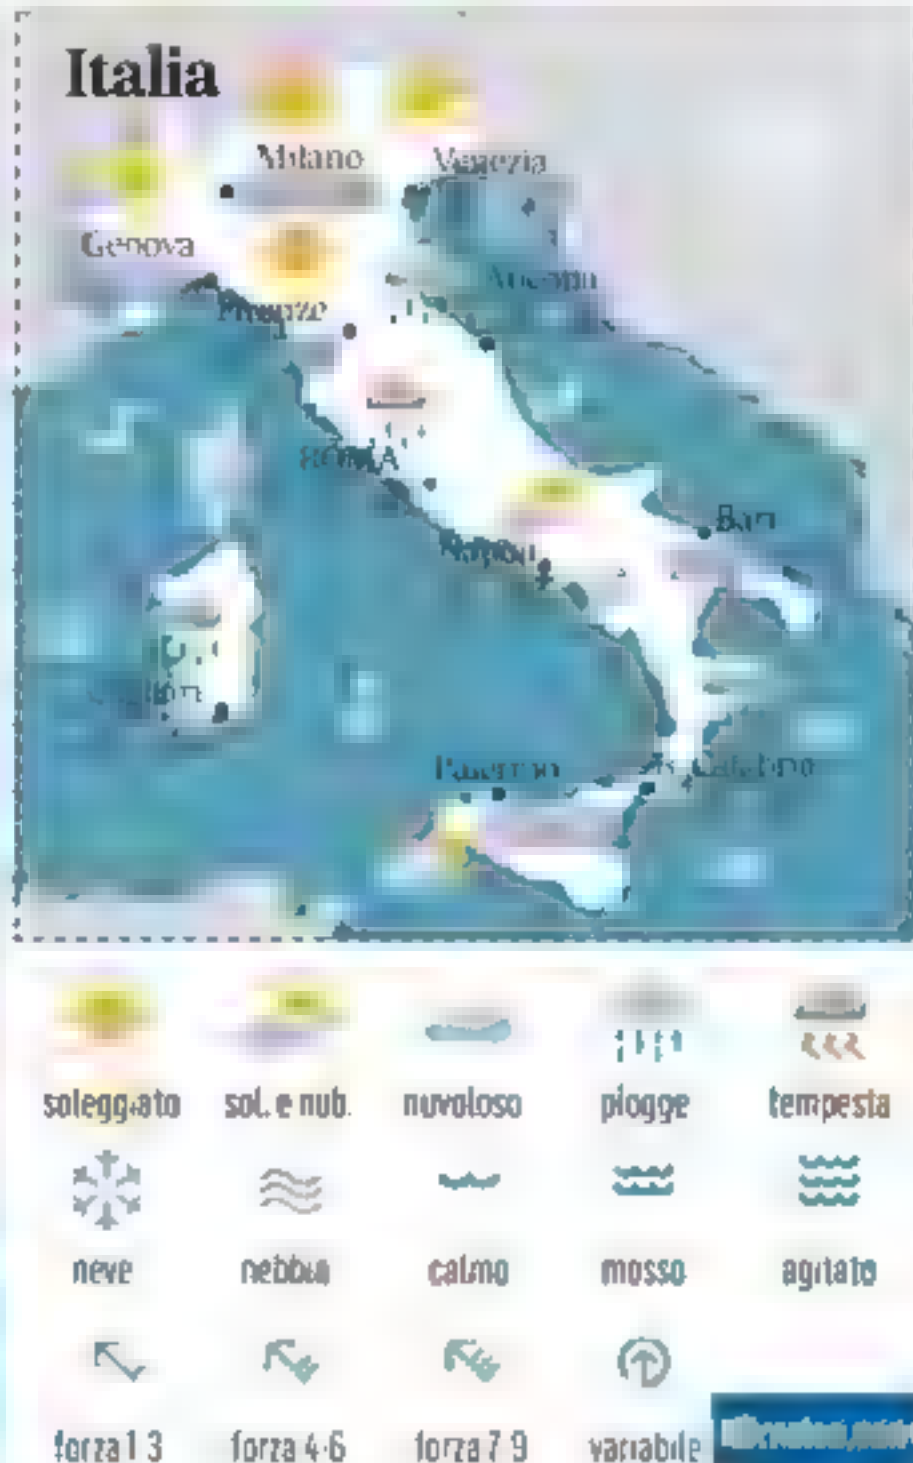 Italia
Milano
Venezia
Genova
Ancona
Firenze
ROMA
Bari
Napoli
Palermo
soleggiato sol. e nub. nuvoloso piogge tempesta
neve nebbia calmo mosso agitato
forza 1-3 forza 4-6 forza 7-9 variabile